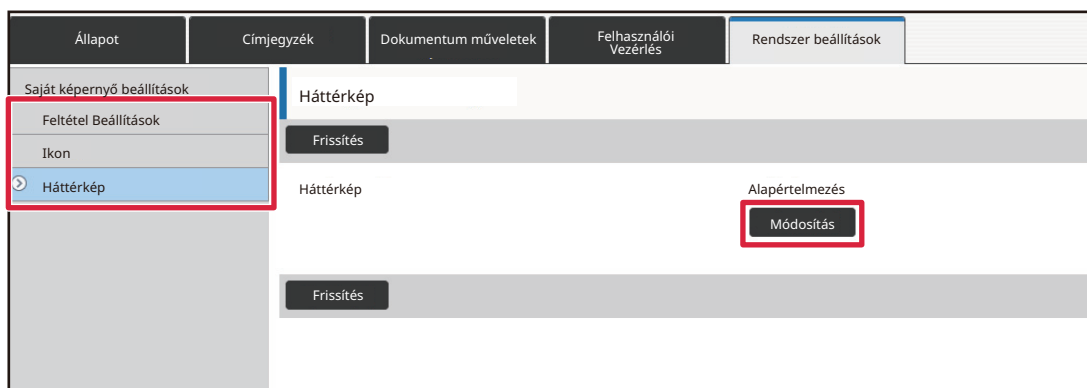 Állapot
Címjegyzék
Dokumentum műveletek
Felhasználói
Vezérlés
Rendszer beállítások
Saját képernyő beállítások
Feltétel Beállítások
Ikon
Háttérkép
Háttérkép
Frissítés
Háttérkép
Alapértelmezés
Módosítás
Frissítés